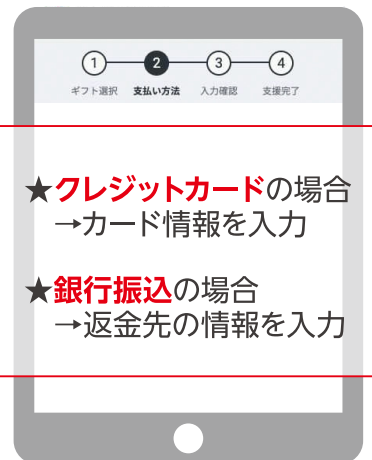 1 2 3 4
ギフト選択 支払い方法 入力確認 支援完了
★クレジットカードの場合
→カード情報を入力
★銀行振込の場合
→返金先の情報を入力